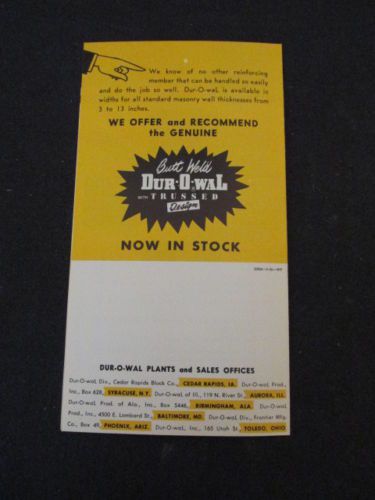 We know of no other reinforcing
member that can be handled so easily
and do the job so well. Dur-O-waL is available in
widths for all standard masonry wall thicknesses from
3 to 13 inches.
WE OFFER and RECOMMEND
the GENUINE
Butt Weld
DUR-O-WAL
WITH TRUSSED
Design
NOW IN STOCK
DUR-O-WAL PLANTS and SALES OFFICES
Dur-O-waL Div., Cedar Rapids Block Co., CEDAR RAPIDS, IA. Dur-O-waL Prod.,
Inc., Box 628, SYRACUSE, N.Y. Dur-O-waL of Ill., 119 N. River St., AURORA, ILL.
Dur-O-waL Prod. of Ala., Inc., Box 5446, BIRMINGHAM, ALA. Dur-O-waL
Prod., Inc., 4500 E. Lombard St., BALTIMORE, MD. Dur-O-waL Div., Frontier Mfg.
Co., Box 49, PHOENIX, ARIZ. Dur-O-waL, Inc., 165 Utah St., TOLEDO, OHIO